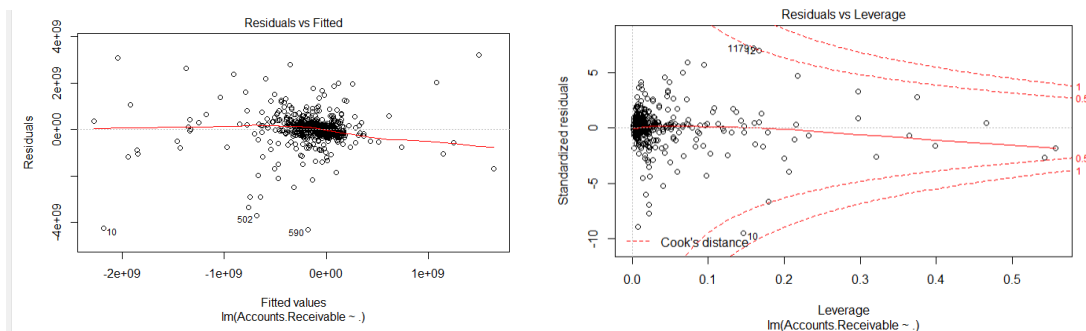 Residuals vs Fitted
Residuals
4e+09
2e+09
0e+00
-4e+09
10
502
590
-2e+09
-1e+09
0e+00
1e+09
Fitted values
lm(Accounts.Receivable ~ .)
Residuals vs Leverage
Standardized residuals
5
0
-5
-10
1179
12
10
1
0.5
0.5
1
Cook's distance
0.0
0.1
0.2
0.3
0.4
0.5
Leverage
lm(Accounts.Receivable ~ .)